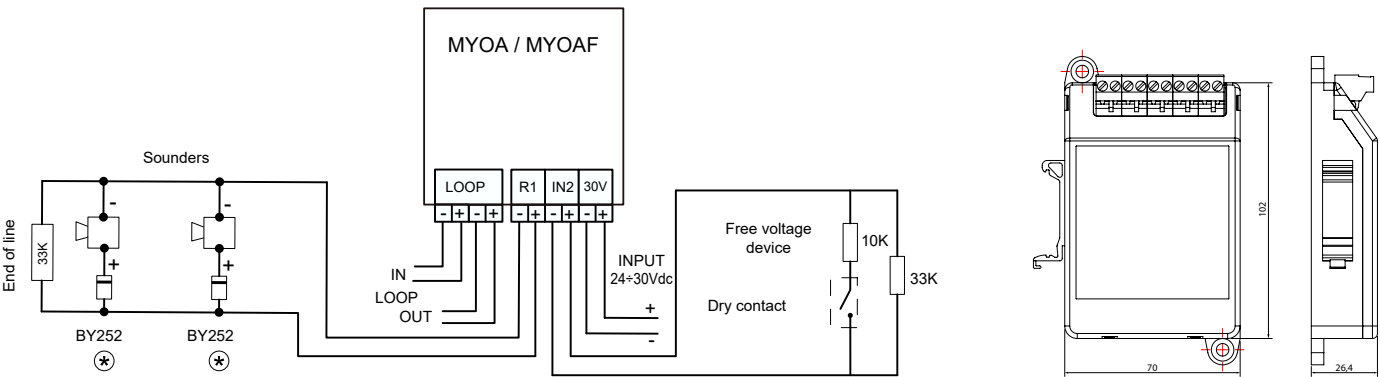 MYOA / MYOAF
Sounders
LOOP R1 IN2 30V
- + - + - + - + - +
- -
End of line
33K
+ +
BY252 BY252
* *
IN
LOOP
OUT
INPUT
24÷30Vdc
+
-
Free voltage
device
10K
33K
Dry contact
102
70
26,4